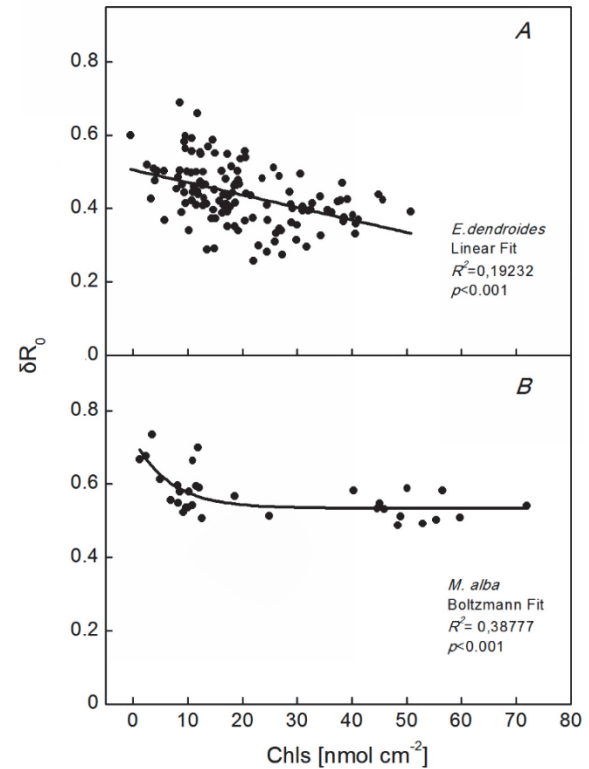 A
0.8
0.6
0.4
0.2
0
E.dendroides
Linear Fit
R²=0,19232
p<0.001
δR₀
B
0.8
0.6
0.4
0.2
0
M. alba
Boltzmann Fit
R²= 0,38777
p<0.001
0 10 20 30 40 50 60 70 80
Chls [nmol cm⁻²]